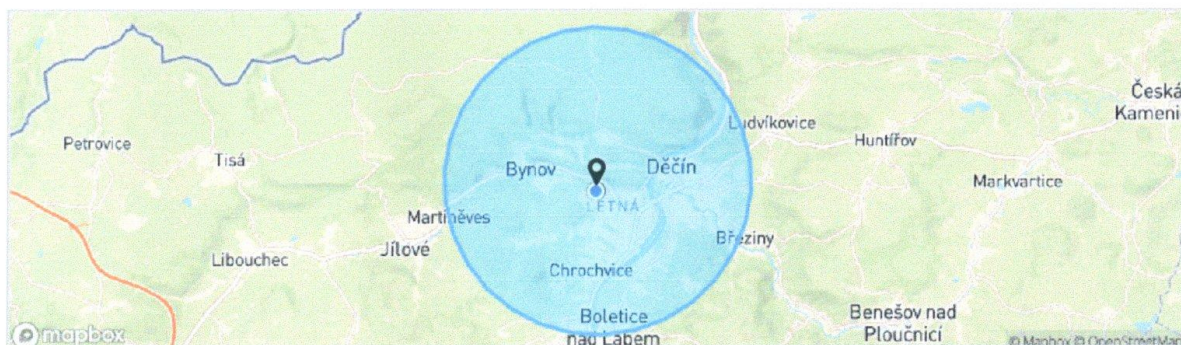 Česká
Kamenic
Ludvíkovice
Huntířov
Petrovice
Tisá
Bynov
Děčín
Markvartice
LETNÁ
Martiněves
Jílové
Březiny
Libouchec
Chrochvice
Boletice
nad Labem
Benešov nad
Ploučnicí
mapbox
© Mapbox © OpenStreetMap